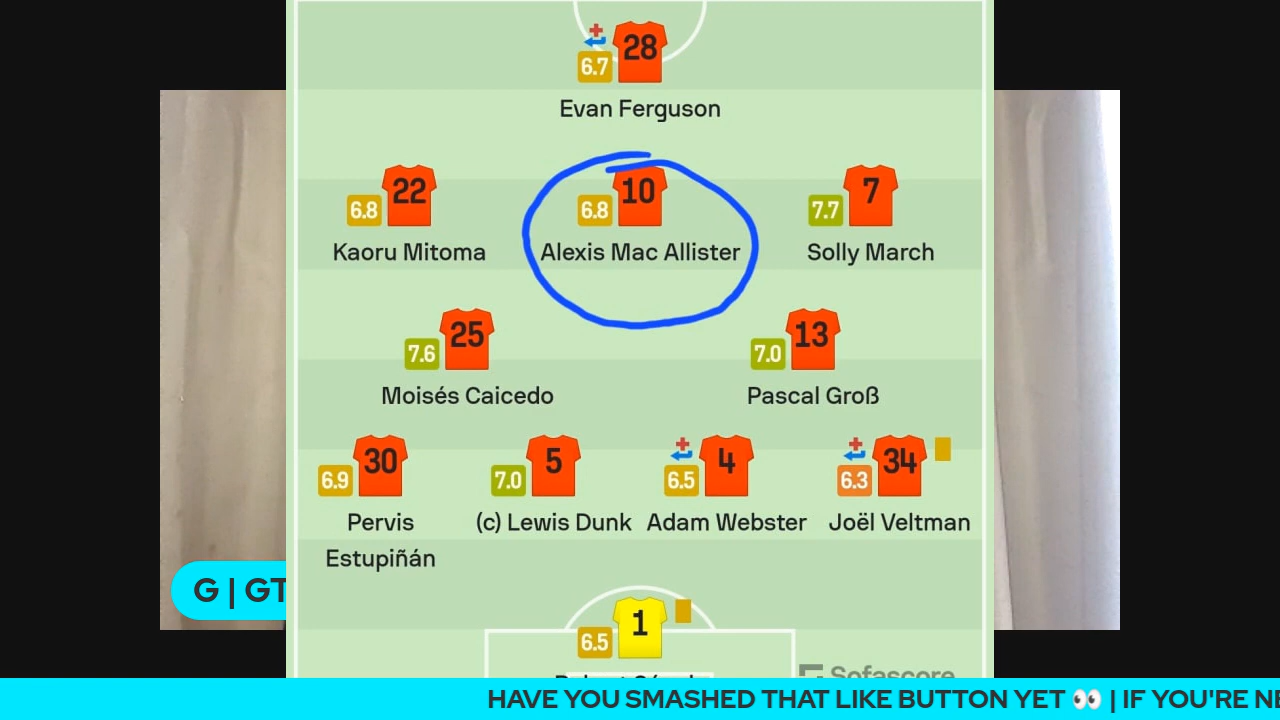 28
6.7
Evan Ferguson
22
6.8
Kaoru Mitoma
10
6.8
Alexis Mac Allister
7
7.7
Solly March
25
7.6
Moisés Caicedo
13
7.0
Pascal Groß
30
6.9
Pervis
Estupiñán
5
7.0
(c) Lewis Dunk
4
6.5
Adam Webster
34
6.3
Joël Veltman
G | GT
1
6.5
Sofascore
HAVE YOU SMASHED THAT LIKE BUTTON YET 👀 | IF YOU'RE NE